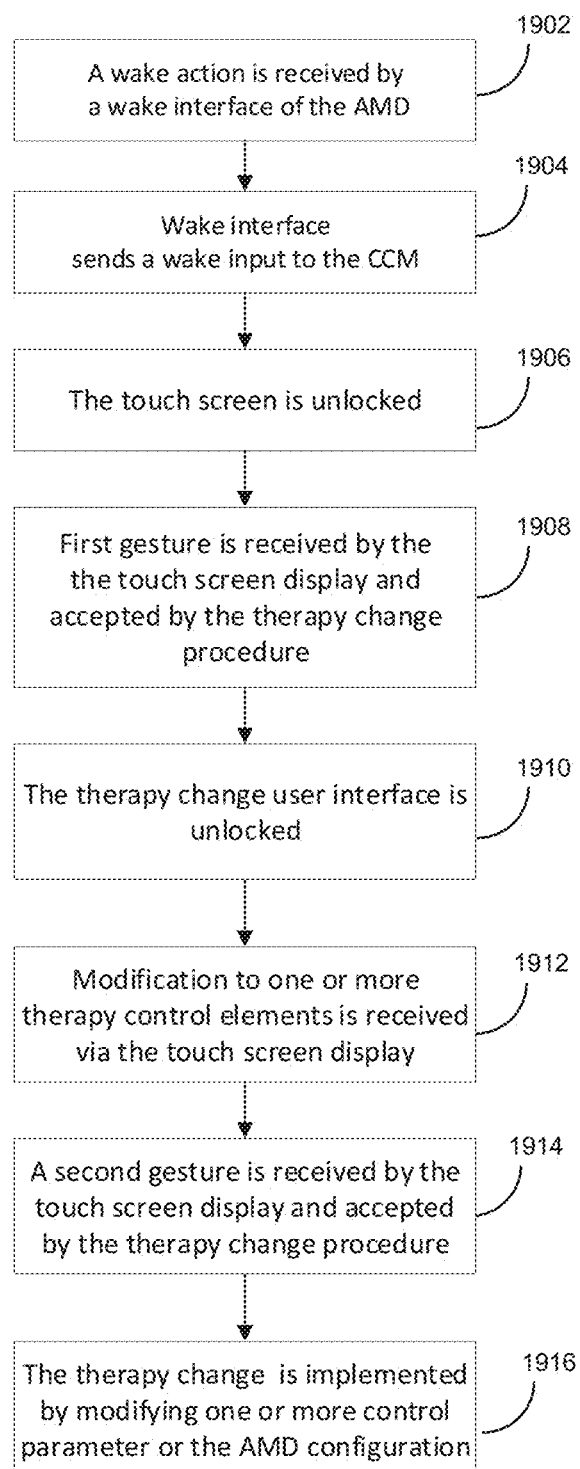 1902
A wake action is received by
a wake interface of the AMD
1904
Wake interface
sends a wake input to the CCM
1906
The touch screen is unlocked
1908
First gesture is received by the
the touch screen display and
accepted by the therapy change
procedure
1910
The therapy change user interface is
unlocked
1912
Modification to one or more
therapy control elements is received
via the touch screen display
1914
A second gesture is received by the
touch screen display and accepted
by the therapy change procedure
1916
The therapy change is implemented
by modifying one or more control
parameter or the AMD configuration